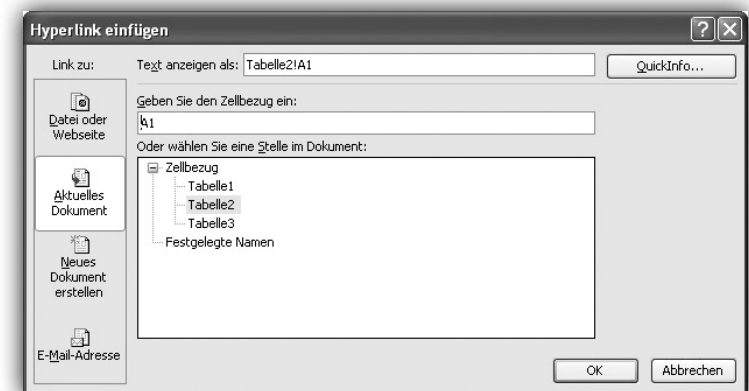 Hyperlink einfügen
Link zu:
Text anzeigen als: Tabelle2!A1
QuickInfo...
Datei oder
Webseite
Aktuelles
Dokument
Neues
Dokument
erstellen
E-Mail-Adresse
Geben Sie den Zellbezug ein:
A1
Oder wählen Sie eine Stelle im Dokument:
Zellbezug
Tabelle1
Tabelle2
Tabelle3
Festgelegte Namen
OK
Abbrechen